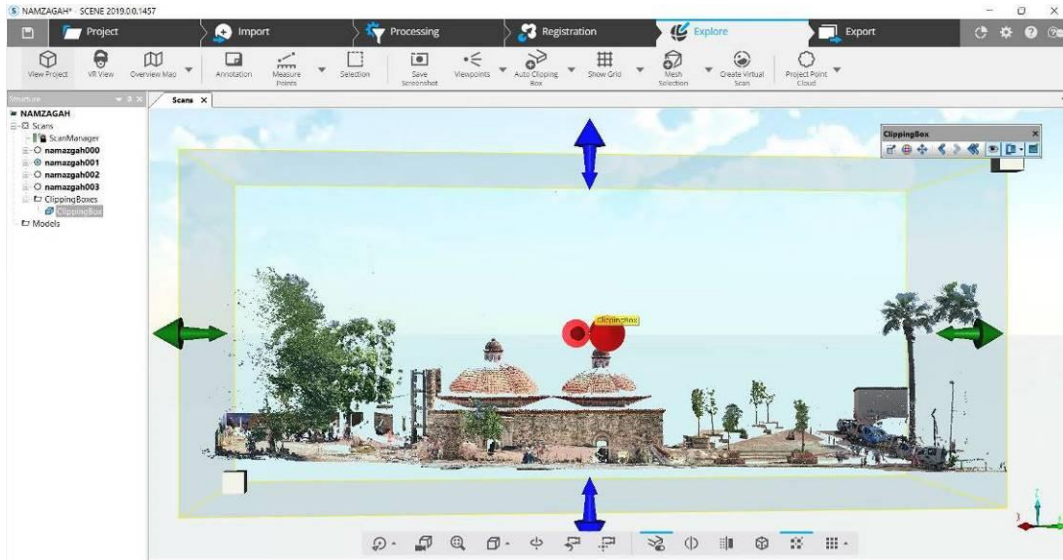 NAMZAGAH* - SCENE 2019.0.0.1457
Project
Import
Processing
Registration
Explore
Export
View Project
VR View
Overview Map
Annotation
Measure
Points
Selection
Save
Screenshot
Viewpoints
Auto Clipping
Box
Show Grid
Mesh
Selection
Create Virtual
Scan
Project Point
Cloud
Structure
Scans X
NAMZAGAH
Scans
ScanManager
namazgah000
namazgah001
namazgah002
namazgah003
ClippingBoxes
ClippingBox
Models
ClippingBox
ClippingBox